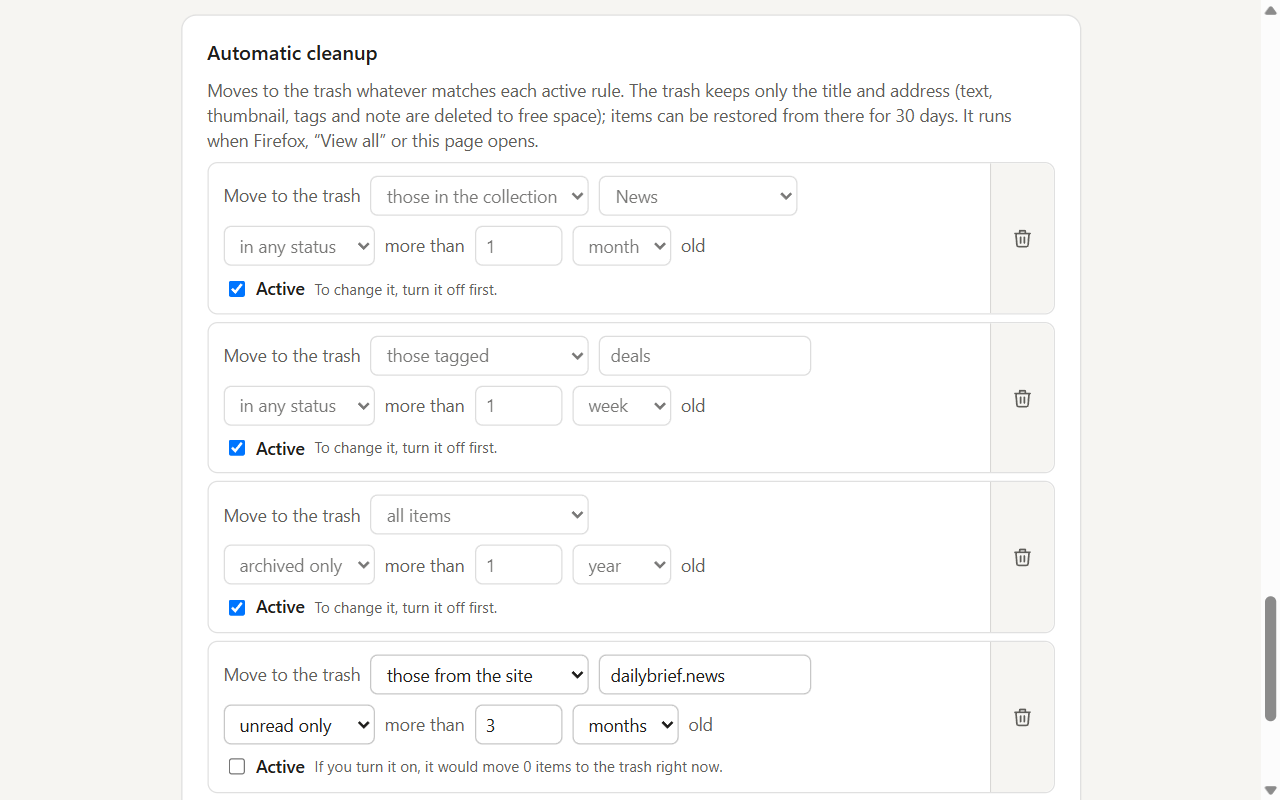 Automatic cleanup
Moves to the trash whatever matches each active rule. The trash keeps only the title and address (text,
thumbnail, tags and note are deleted to free space); items can be restored from there for 30 days. It runs
when Firefox, “View all” or this page opens.
Move to the trash those in the collection News
in any status more than 1 month old
Active To change it, turn it off first.
Move to the trash those tagged deals
in any status more than 1 week old
Active To change it, turn it off first.
Move to the trash all items
archived only more than 1 year old
Active To change it, turn it off first.
Move to the trash those from the site dailybrief.news
unread only more than 3 months old
Active If you turn it on, it would move 0 items to the trash right now.